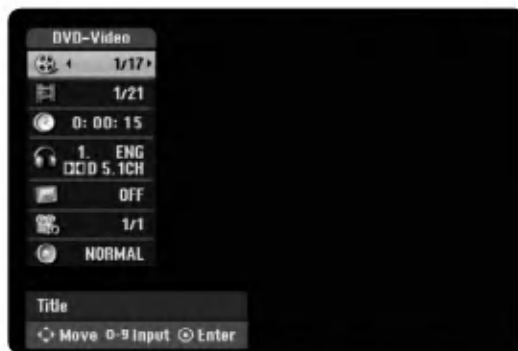 DVD-Video
1/17
1/21
0: 00: 15
1. ENG
D 5.1CH
OFF
1/1
NORMAL
Title
Move 0-9 Input Enter